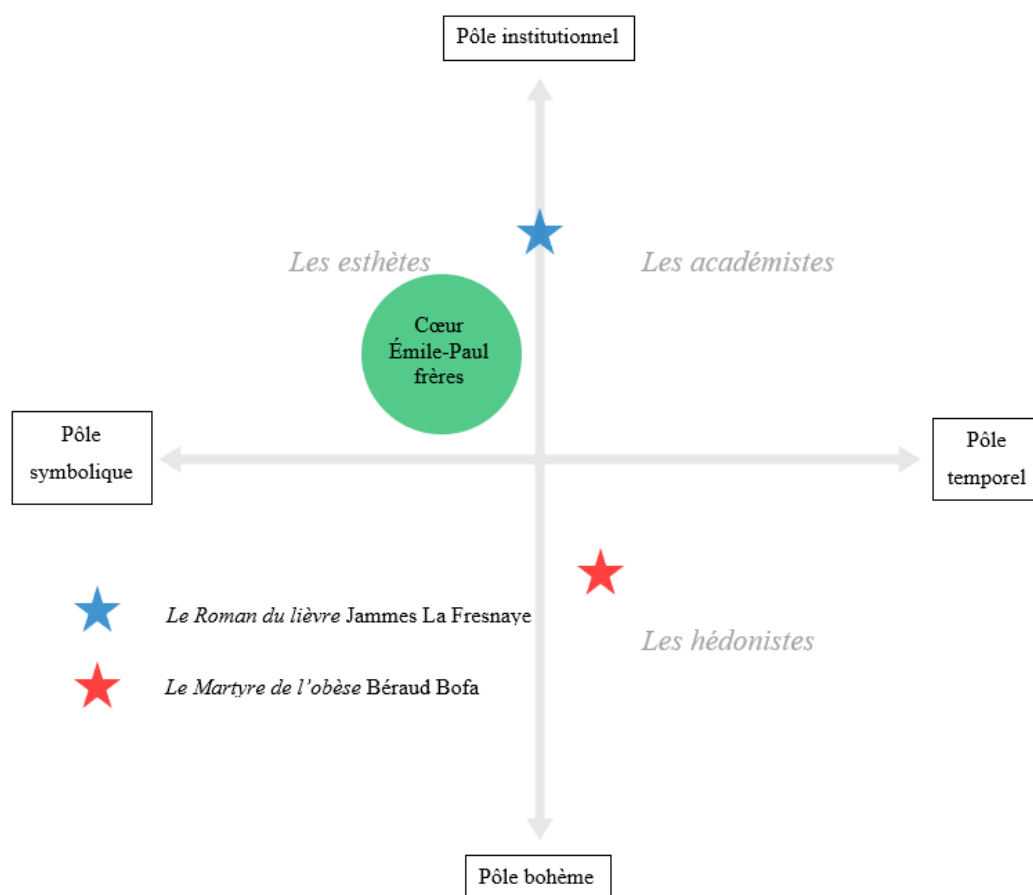 Pôle institutionnel
Les esthètes
Les académistes
Cœur
Émile-Paul
frères
Pôle
symbolique
Pôle
temporel
Le Roman du lièvre Jammes La Fresnaye
Les hédonistes
Le Martyre de l’obèse Béraud Bofa
Pôle bohème